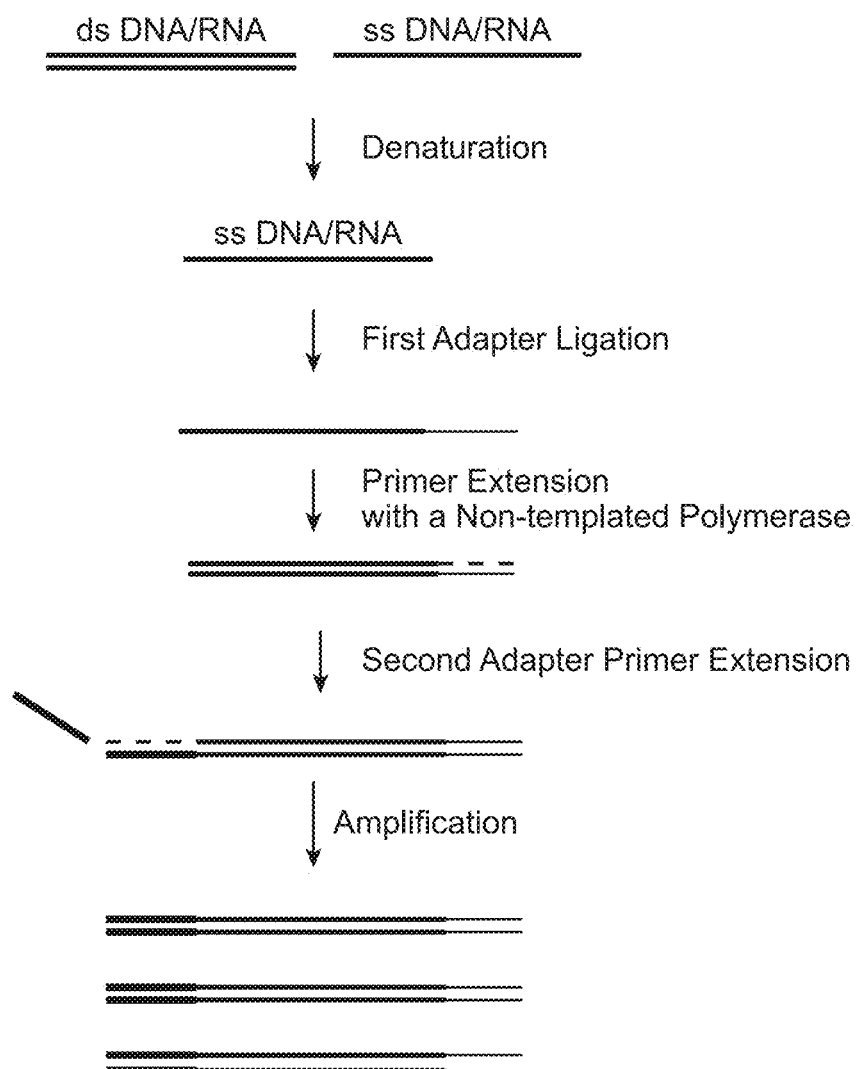 ds DNA/RNA
ss DNA/RNA
Denaturation
ss DNA/RNA
First Adapter Ligation
Primer Extension
with a Non-templated Polymerase
Second Adapter Primer Extension
Amplification